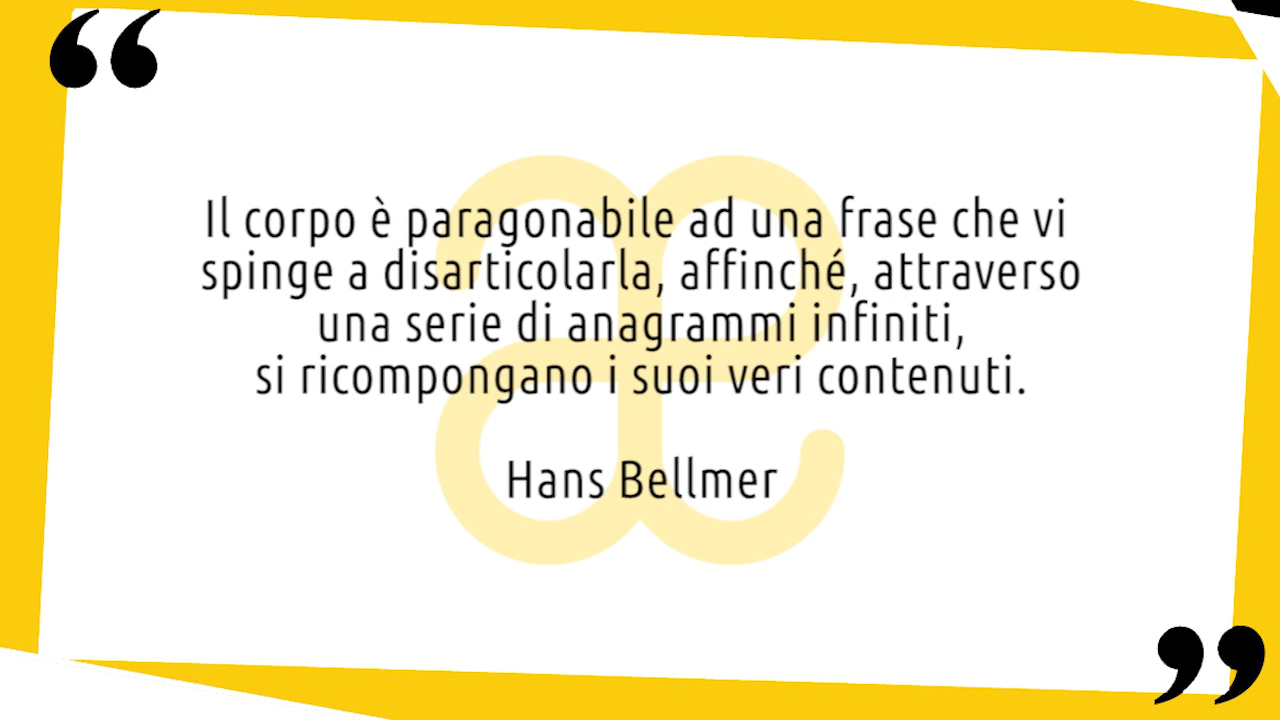 Il corpo è paragonabile ad una frase che vi
spinge a disarticolarla, affinché, attraverso
una serie di anagrammi infiniti,
si ricompongano i suoi veri contenuti.
Hans Bellmer